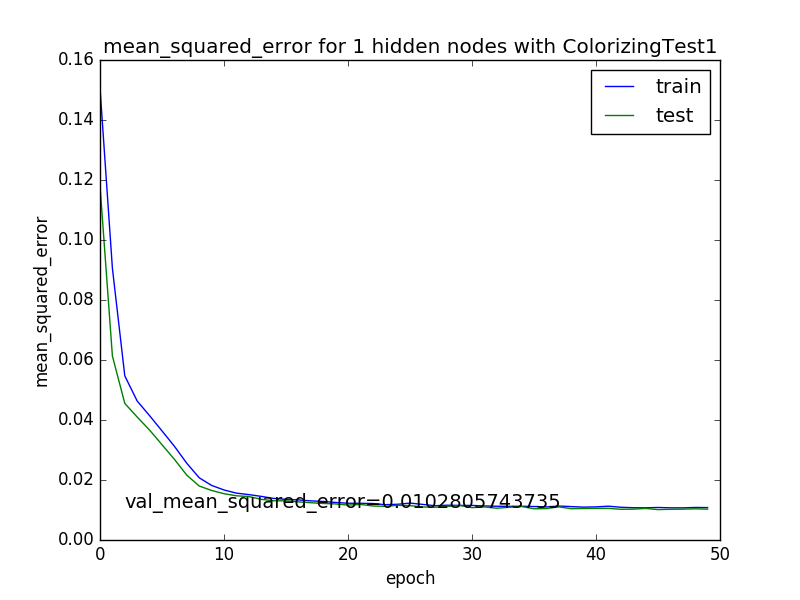 mean_squared_error for 1 hidden nodes with ColorizingTest1
0.16
train
test
0.14
0.12
0.10
0.08
0.06
0.04
0.02
0.00
mean_squared_error
val_mean_squared_error=0.0102805743735
0 10 20 30 40 50
epoch